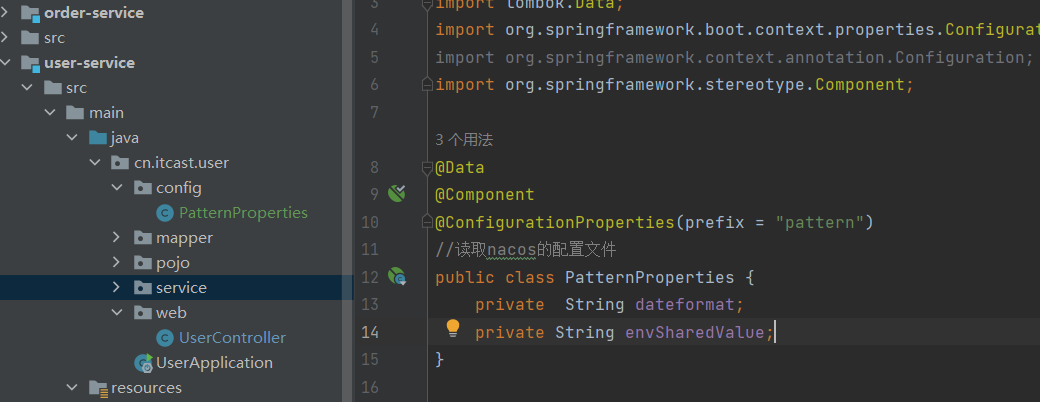 order-service
src
user-service
src
main
java
cn.itcast.user
config
PatternProperties
mapper
pojo
service
web
UserController
UserApplication
resources
3 import lombok.Data;
4 import org.springframework.boot.context.properties.Configurat
5 import org.springframework.context.annotation.Configuration;
6 import org.springframework.stereotype.Component;
7
3 个用法
8 @Data
9 @Component
10 @ConfigurationProperties(prefix = "pattern")
11 //读取nacos的配置文件
12 public class PatternProperties {
13 private  String dateformat;
14 private String envSharedValue;
15 }
16